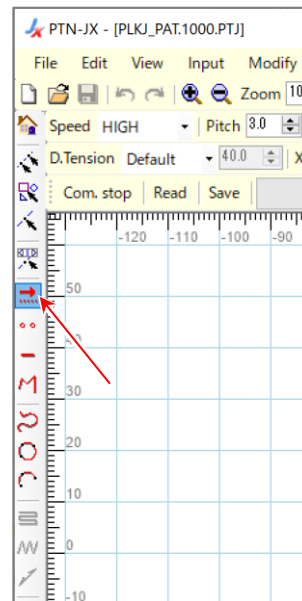 PTN-JX - [PLKJ_PAT.1000.PTJ]
File Edit View Input Modify
Zoom 10
Speed HIGH Pitch 3.0
D.Tension Default 40.0 X
Com. stop Read Save
-120 -110 -100 -90
50
30
20
10
0
-10